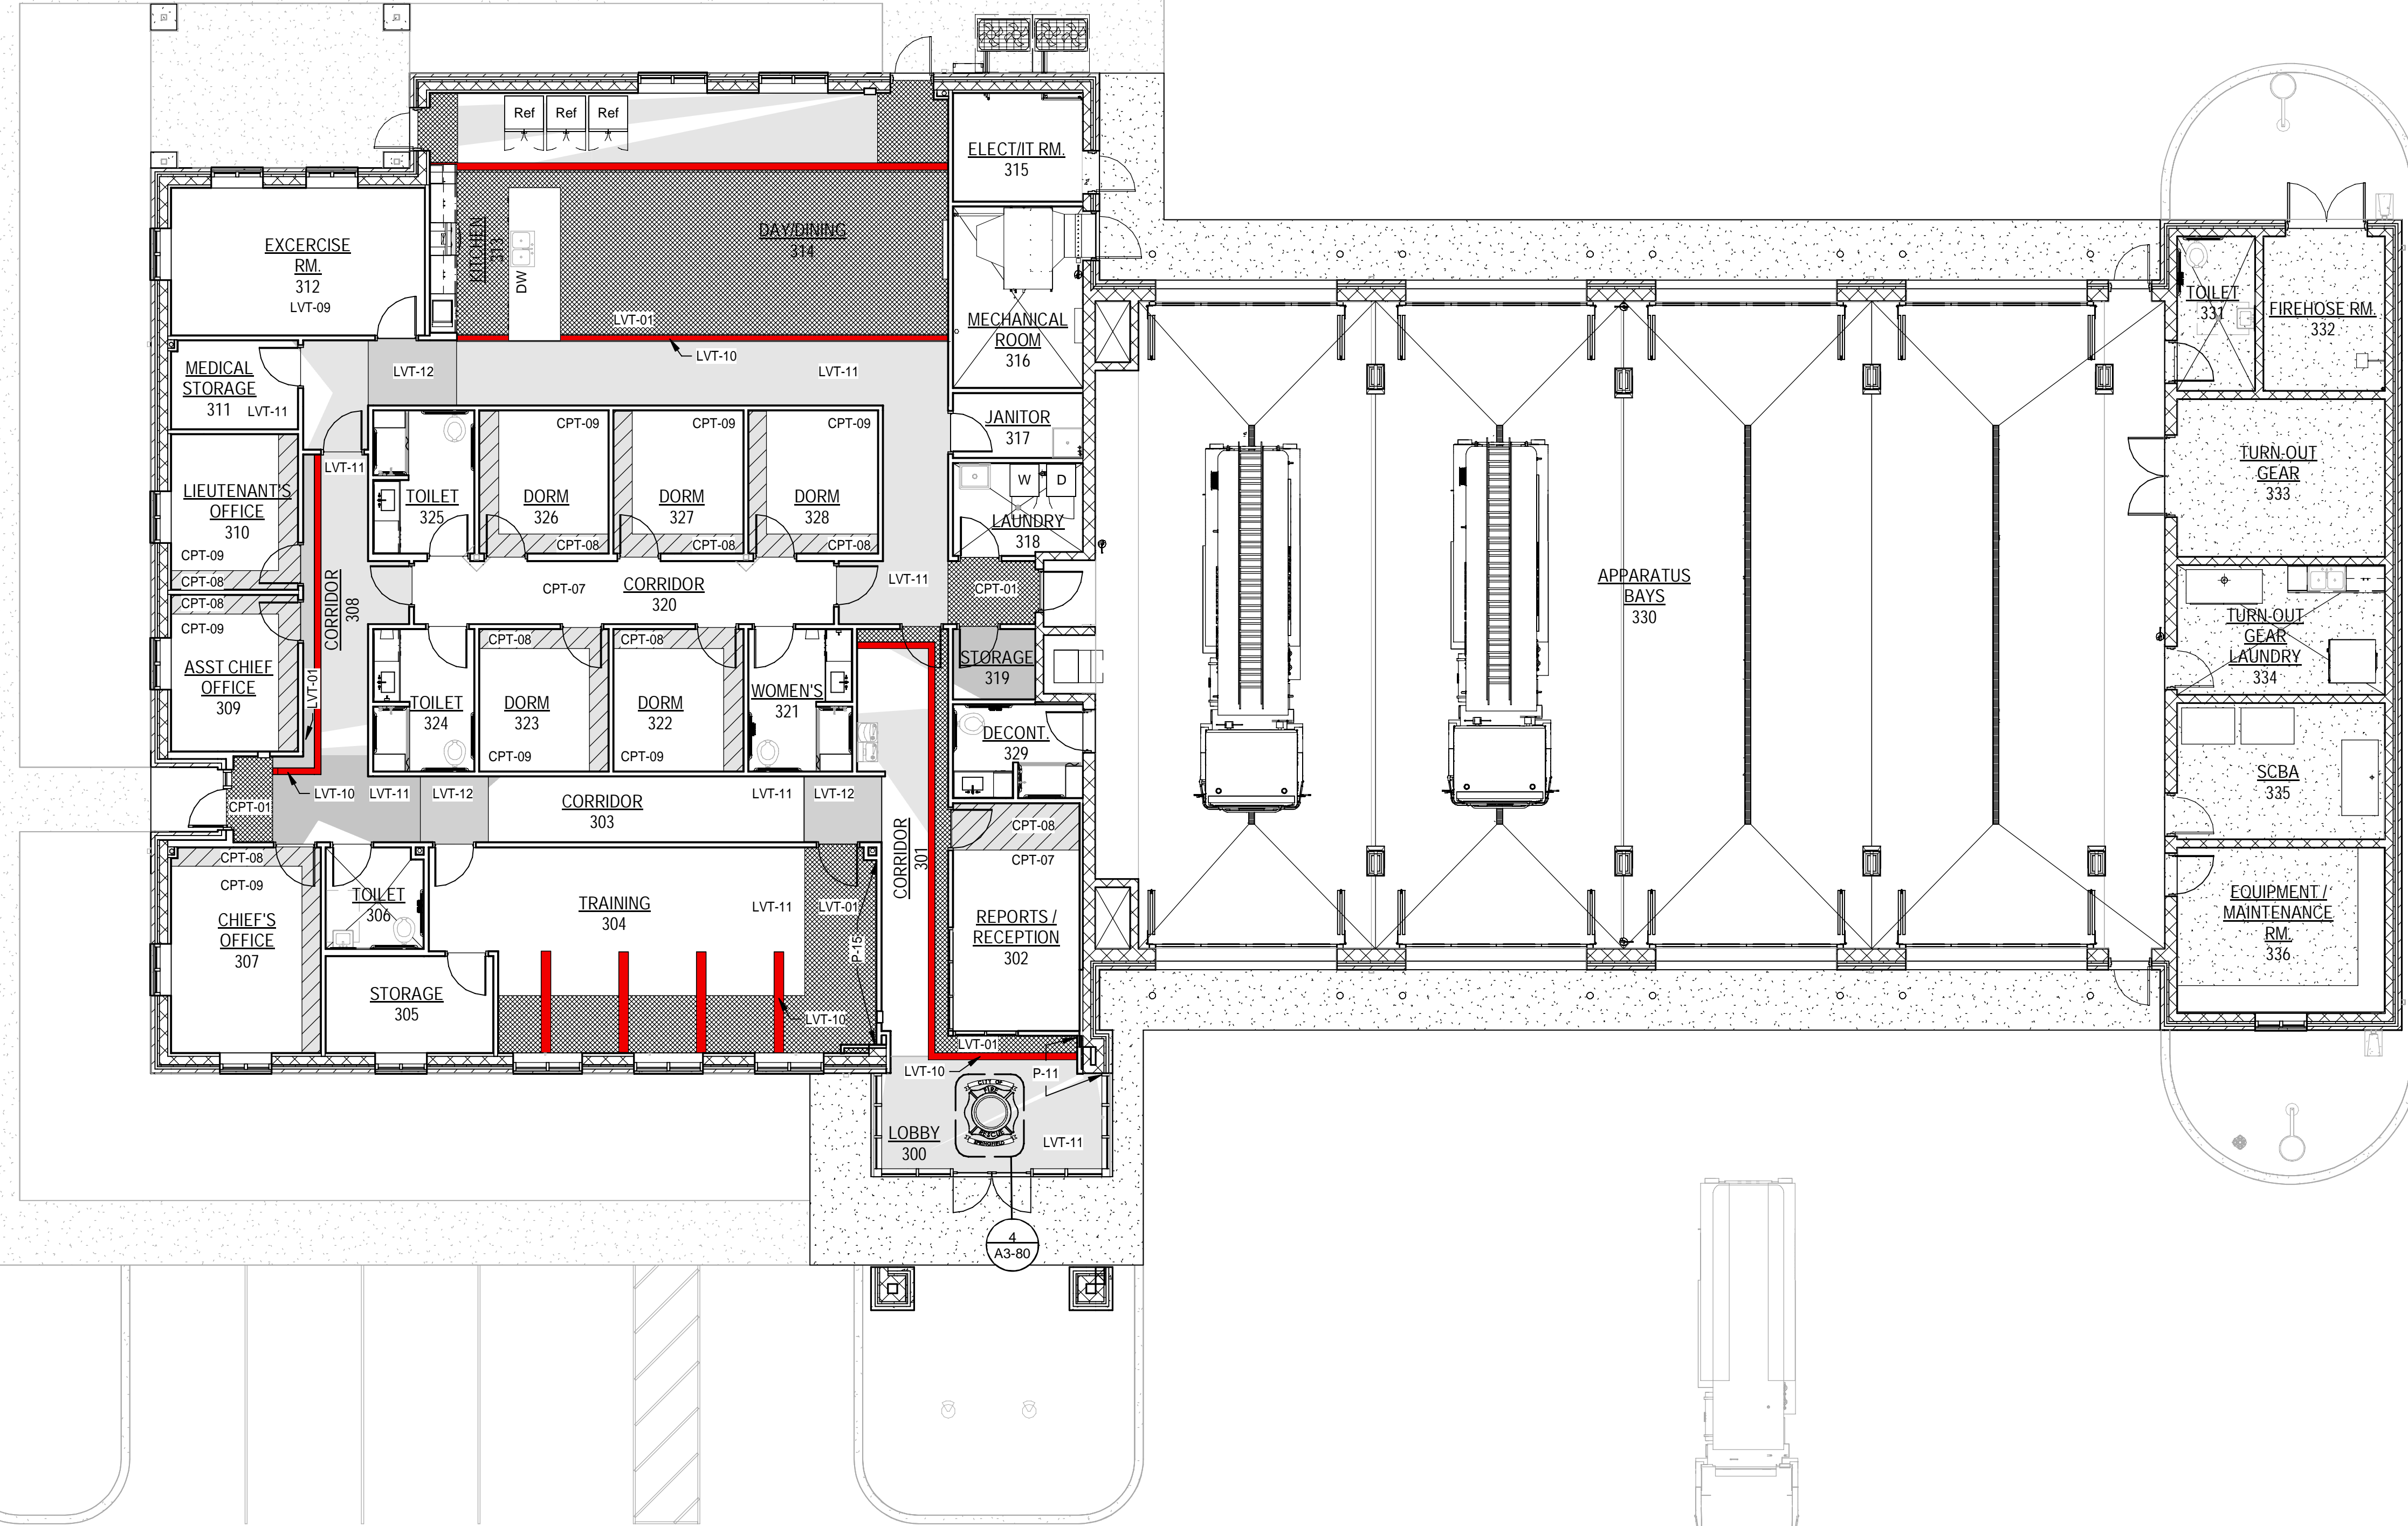 Ref
Ref
Ref
ELECT/IT RM.
315
KITCHEN
313
DW
DAY/DINING
314
LVT-01
LVT-10
EXCERCISE
RM.
312
LVT-09
MECHANICAL
ROOM
316
TOILET
331
FIREHOSE RM.
332
MEDICAL
STORAGE
311
LVT-11
LVT-12
LVT-11
JANITOR
317
LVT-11
LIEUTENANT'S
OFFICE
310
CPT-09
CPT-08
TOILET
325
CPT-09
DORM
326
CPT-08
CPT-09
DORM
327
CPT-08
CPT-09
DORM
328
CPT-08
W
D
LAUNDRY
318
TURN-OUT
GEAR
333
CORRIDOR
308
CPT-07
CORRIDOR
320
LVT-11
CPT-01
APPARATUS
BAYS
330
CPT-08
CPT-09
ASST CHIEF
OFFICE
309
LVT-01
TOILET
324
CPT-08
DORM
323
CPT-09
CPT-08
DORM
322
CPT-09
WOMEN'S
321
STORAGE
319
TURN-OUT
GEAR
LAUNDRY
334
DECONT.
329
SCBA
335
CPT-01
LVT-10
LVT-11
LVT-12
CORRIDOR
303
LVT-11
LVT-12
CORRIDOR
301
CPT-08
CPT-07
REPORTS /
RECEPTION
302
CPT-08
CPT-09
CHIEF'S
OFFICE
307
TOILET
306
TRAINING
304
LVT-11
LVT-01
P-15
EQUIPMENT /
MAINTENANCE
RM.
336
STORAGE
305
LVT-10
LVT-01
LVT-10
P-11
CITY OF
FIRE
RESCUE
SPRINGFIELD
LOBBY
300
LVT-11
4
A3-80